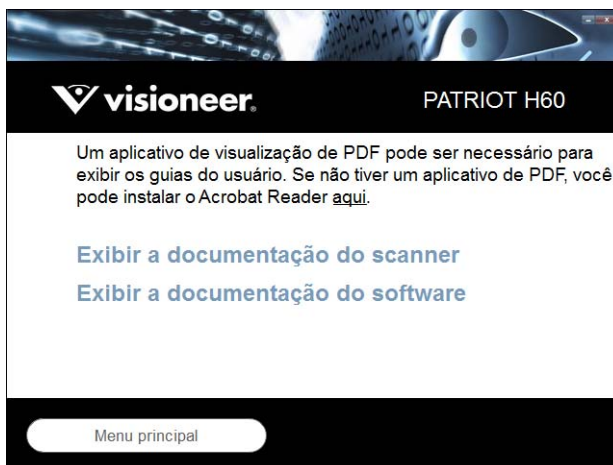 visioneer®
PATRIOT H60
Um aplicativo de visualização de PDF pode ser necessário para
exibir os guias do usuário. Se não tiver um aplicativo de PDF, você
pode instalar o Acrobat Reader aqui.
Exibir a documentação do scanner
Exibir a documentação do software
Menu principal